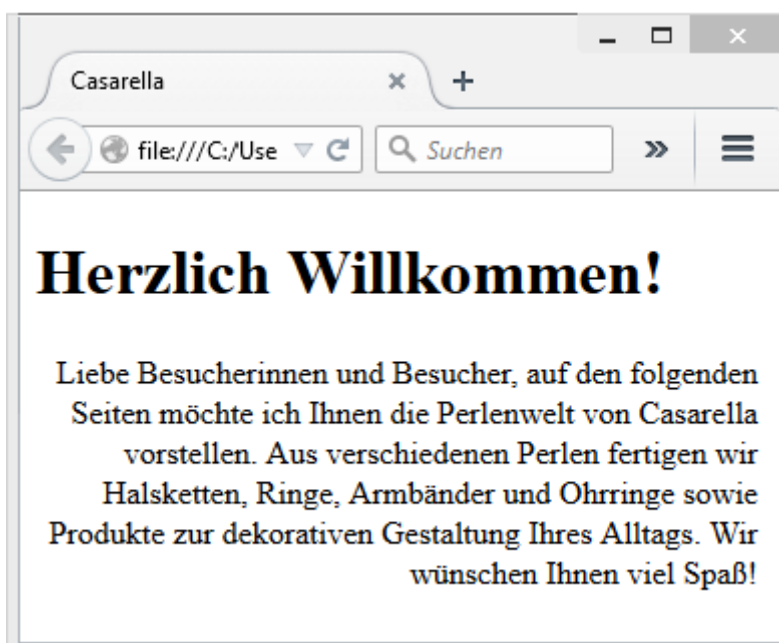 Casarella
file:///C:/Use
Suchen
Herzlich Willkommen!
Liebe Besucherinnen und Besucher, auf den folgenden
Seiten möchte ich Ihnen die Perlenwelt von Casarella
vorstellen. Aus verschiedenen Perlen fertigen wir
Halsketten, Ringe, Armbänder und Ohrringe sowie
Produkte zur dekorativen Gestaltung Ihres Alltags. Wir
wünschen Ihnen viel Spaß!